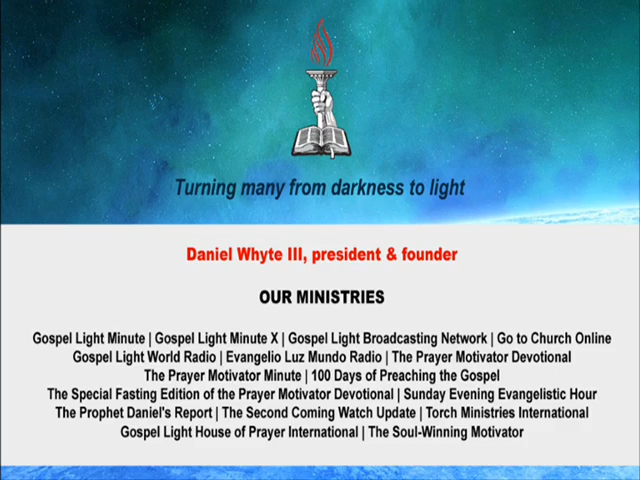 Turning many from darkness to light
Daniel Whyte III, president & founder
OUR MINISTRIES
Gospel Light Minute | Gospel Light Minute X | Gospel Light Broadcasting Network | Go to Church Online
Gospel Light World Radio | Evangelio Luz Mundo Radio | The Prayer Motivator Devotional
The Prayer Motivator Minute | 100 Days of Preaching the Gospel
The Special Fasting Edition of the Prayer Motivator Devotional | Sunday Evening Evangelistic Hour
The Prophet Daniel's Report | The Second Coming Watch Update | Torch Ministries International
Gospel Light House of Prayer International | The Soul-Winning Motivator